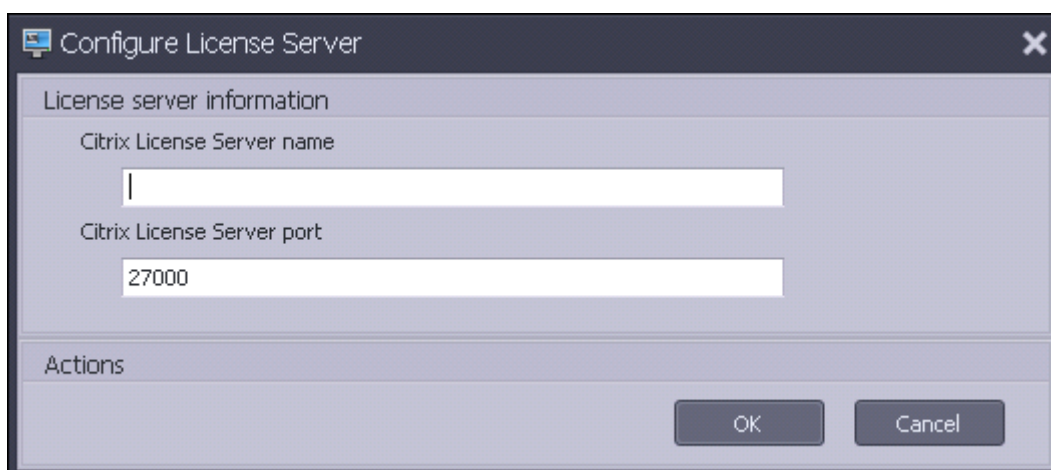 Configure License Server
License server information
Citrix License Server name
Citrix License Server port
27000
Actions
OK
Cancel